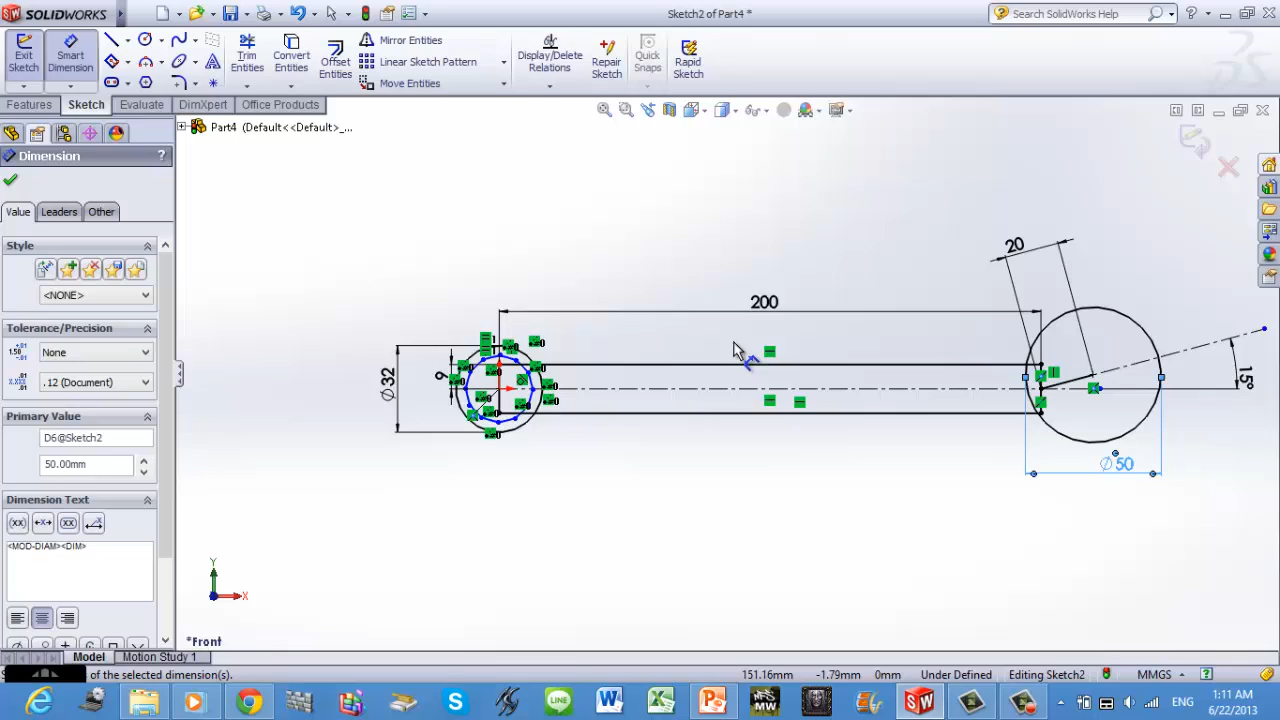 SOLIDWORKS
Sketch2 of Part4 *
Search SolidWorks Help
Exit Sketch
Smart Dimension
Trim Entities
Convert Entities
Offset Entities
Mirror Entities
Linear Sketch Pattern
Move Entities
Display/Delete Relations
Repair Sketch
Quick Snaps
Rapid Sketch
Features
Sketch
Evaluate
DimXpert
Office Products
Part4 (Default<<Default>_...
Dimension
?
Value
Leaders
Other
Style
<NONE>
Tolerance/Precision
None
.12 (Document)
Primary Value
D6@Sketch2
50.00mm
Dimension Text
<MOD-DIAM><DIM>
20
200
∅32
9
15°
∅50
Y
X
*Front
Model
Motion Study 1
of the selected dimension(s).
151.16mm
-1.79mm
0mm
Under Defined
Editing Sketch2
MMGS
ENG
1:11 AM
6/22/2013